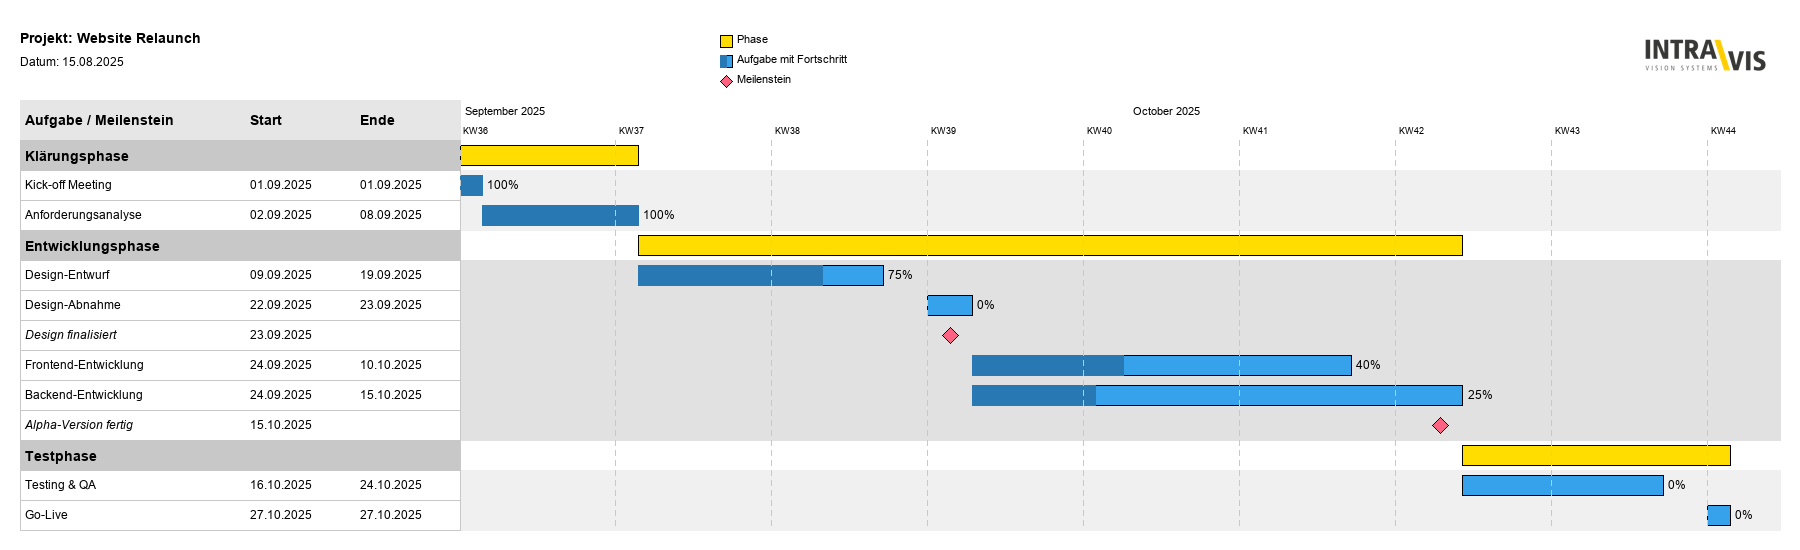 Projekt: Website Relaunch
Datum: 15.08.2025
Phase
Aufgabe mit Fortschritt
Meilenstein
INTRAVIS
VISION SYSTEMS
Aufgabe / Meilenstein Start Ende
September 2025 October 2025
KW36 KW37 KW38 KW39 KW40 KW41 KW42 KW43 KW44
Klärungsphase
Kick-off Meeting 01.09.2025 01.09.2025 100%
Anforderungsanalyse 02.09.2025 08.09.2025 100%
Entwicklungsphase
Design-Entwurf 09.09.2025 19.09.2025 75%
Design-Abnahme 22.09.2025 23.09.2025 0%
Design finalisiert 23.09.2025
Frontend-Entwicklung 24.09.2025 10.10.2025 40%
Backend-Entwicklung 24.09.2025 15.10.2025 25%
Alpha-Version fertig 15.10.2025
Testphase
Testing & QA 16.10.2025 24.10.2025 0%
Go-Live 27.10.2025 27.10.2025 0%